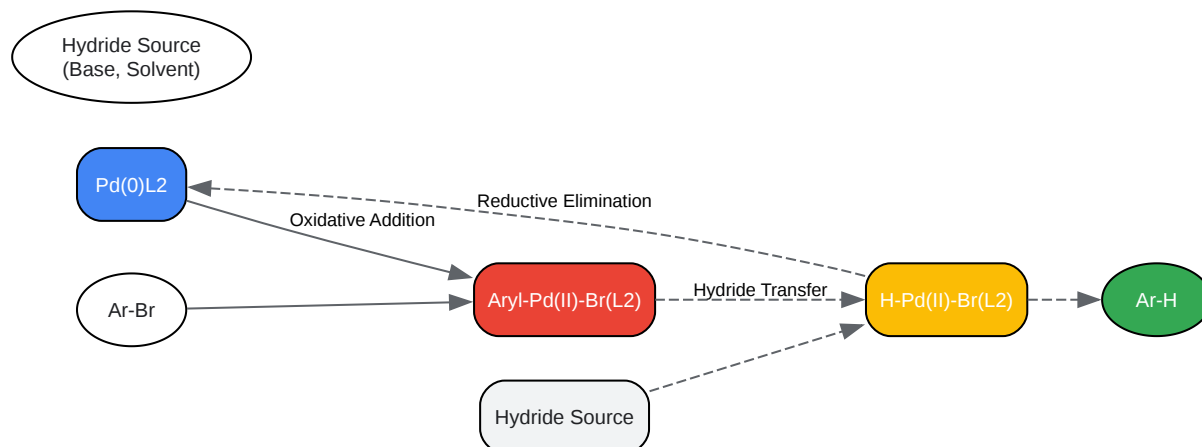 Hydride Source
(Base, Solvent)
Pd(0)L2
Reductive Elimination
Oxidative Addition
Ar-Br
Aryl-Pd(II)-Br(L2)
Hydride Transfer
H-Pd(II)-Br(L2)
Ar-H
Hydride Source